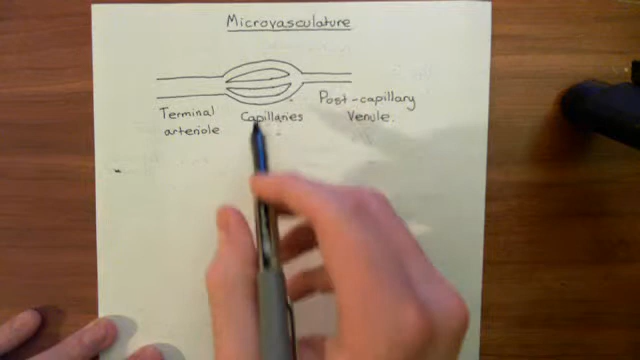 Microvasculature
Terminal
arteriole
Capillaries
Post-capillary
Venule.